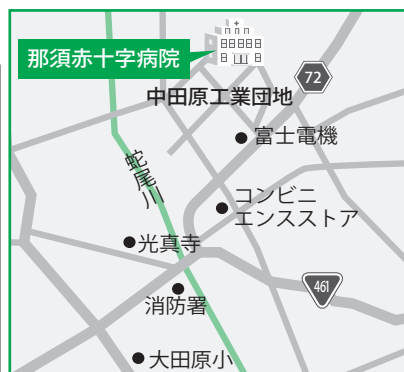 那須赤十字病院
72
中田原工業団地
富士電機
蛇尾川
コンビニ
エンスストア
光真寺
461
消防署
大田原小